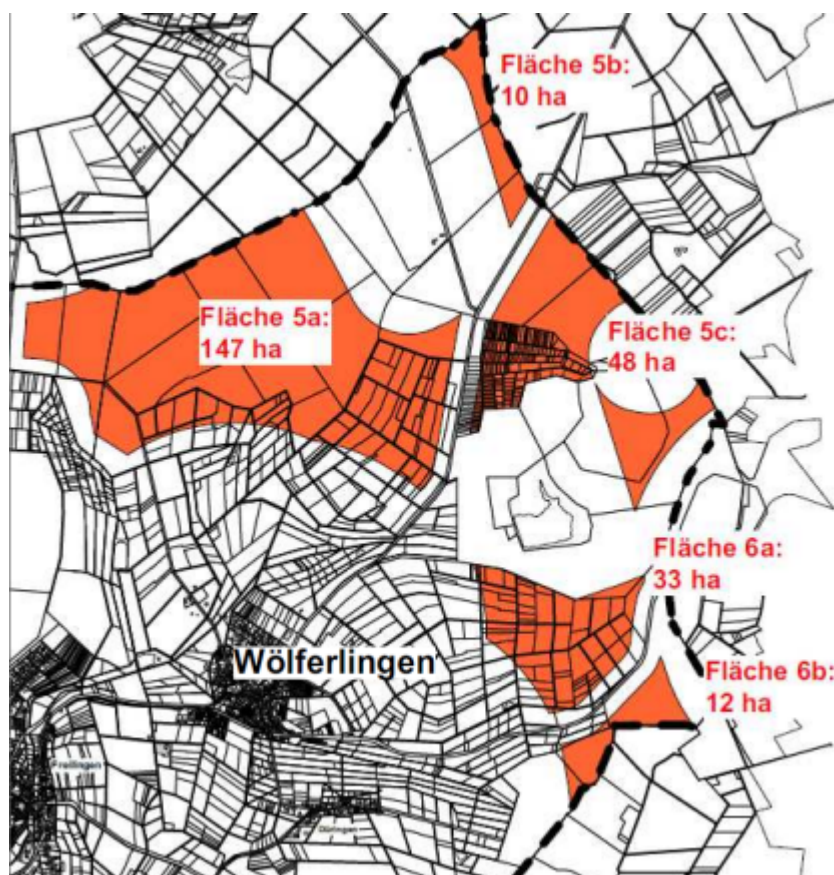 Fläche 5b:
10 ha
Fläche 5a:
147 ha
Fläche 5c:
48 ha
Fläche 6a:
33 ha
Wölferlingen
Fläche 6b:
12 ha
Freilingen